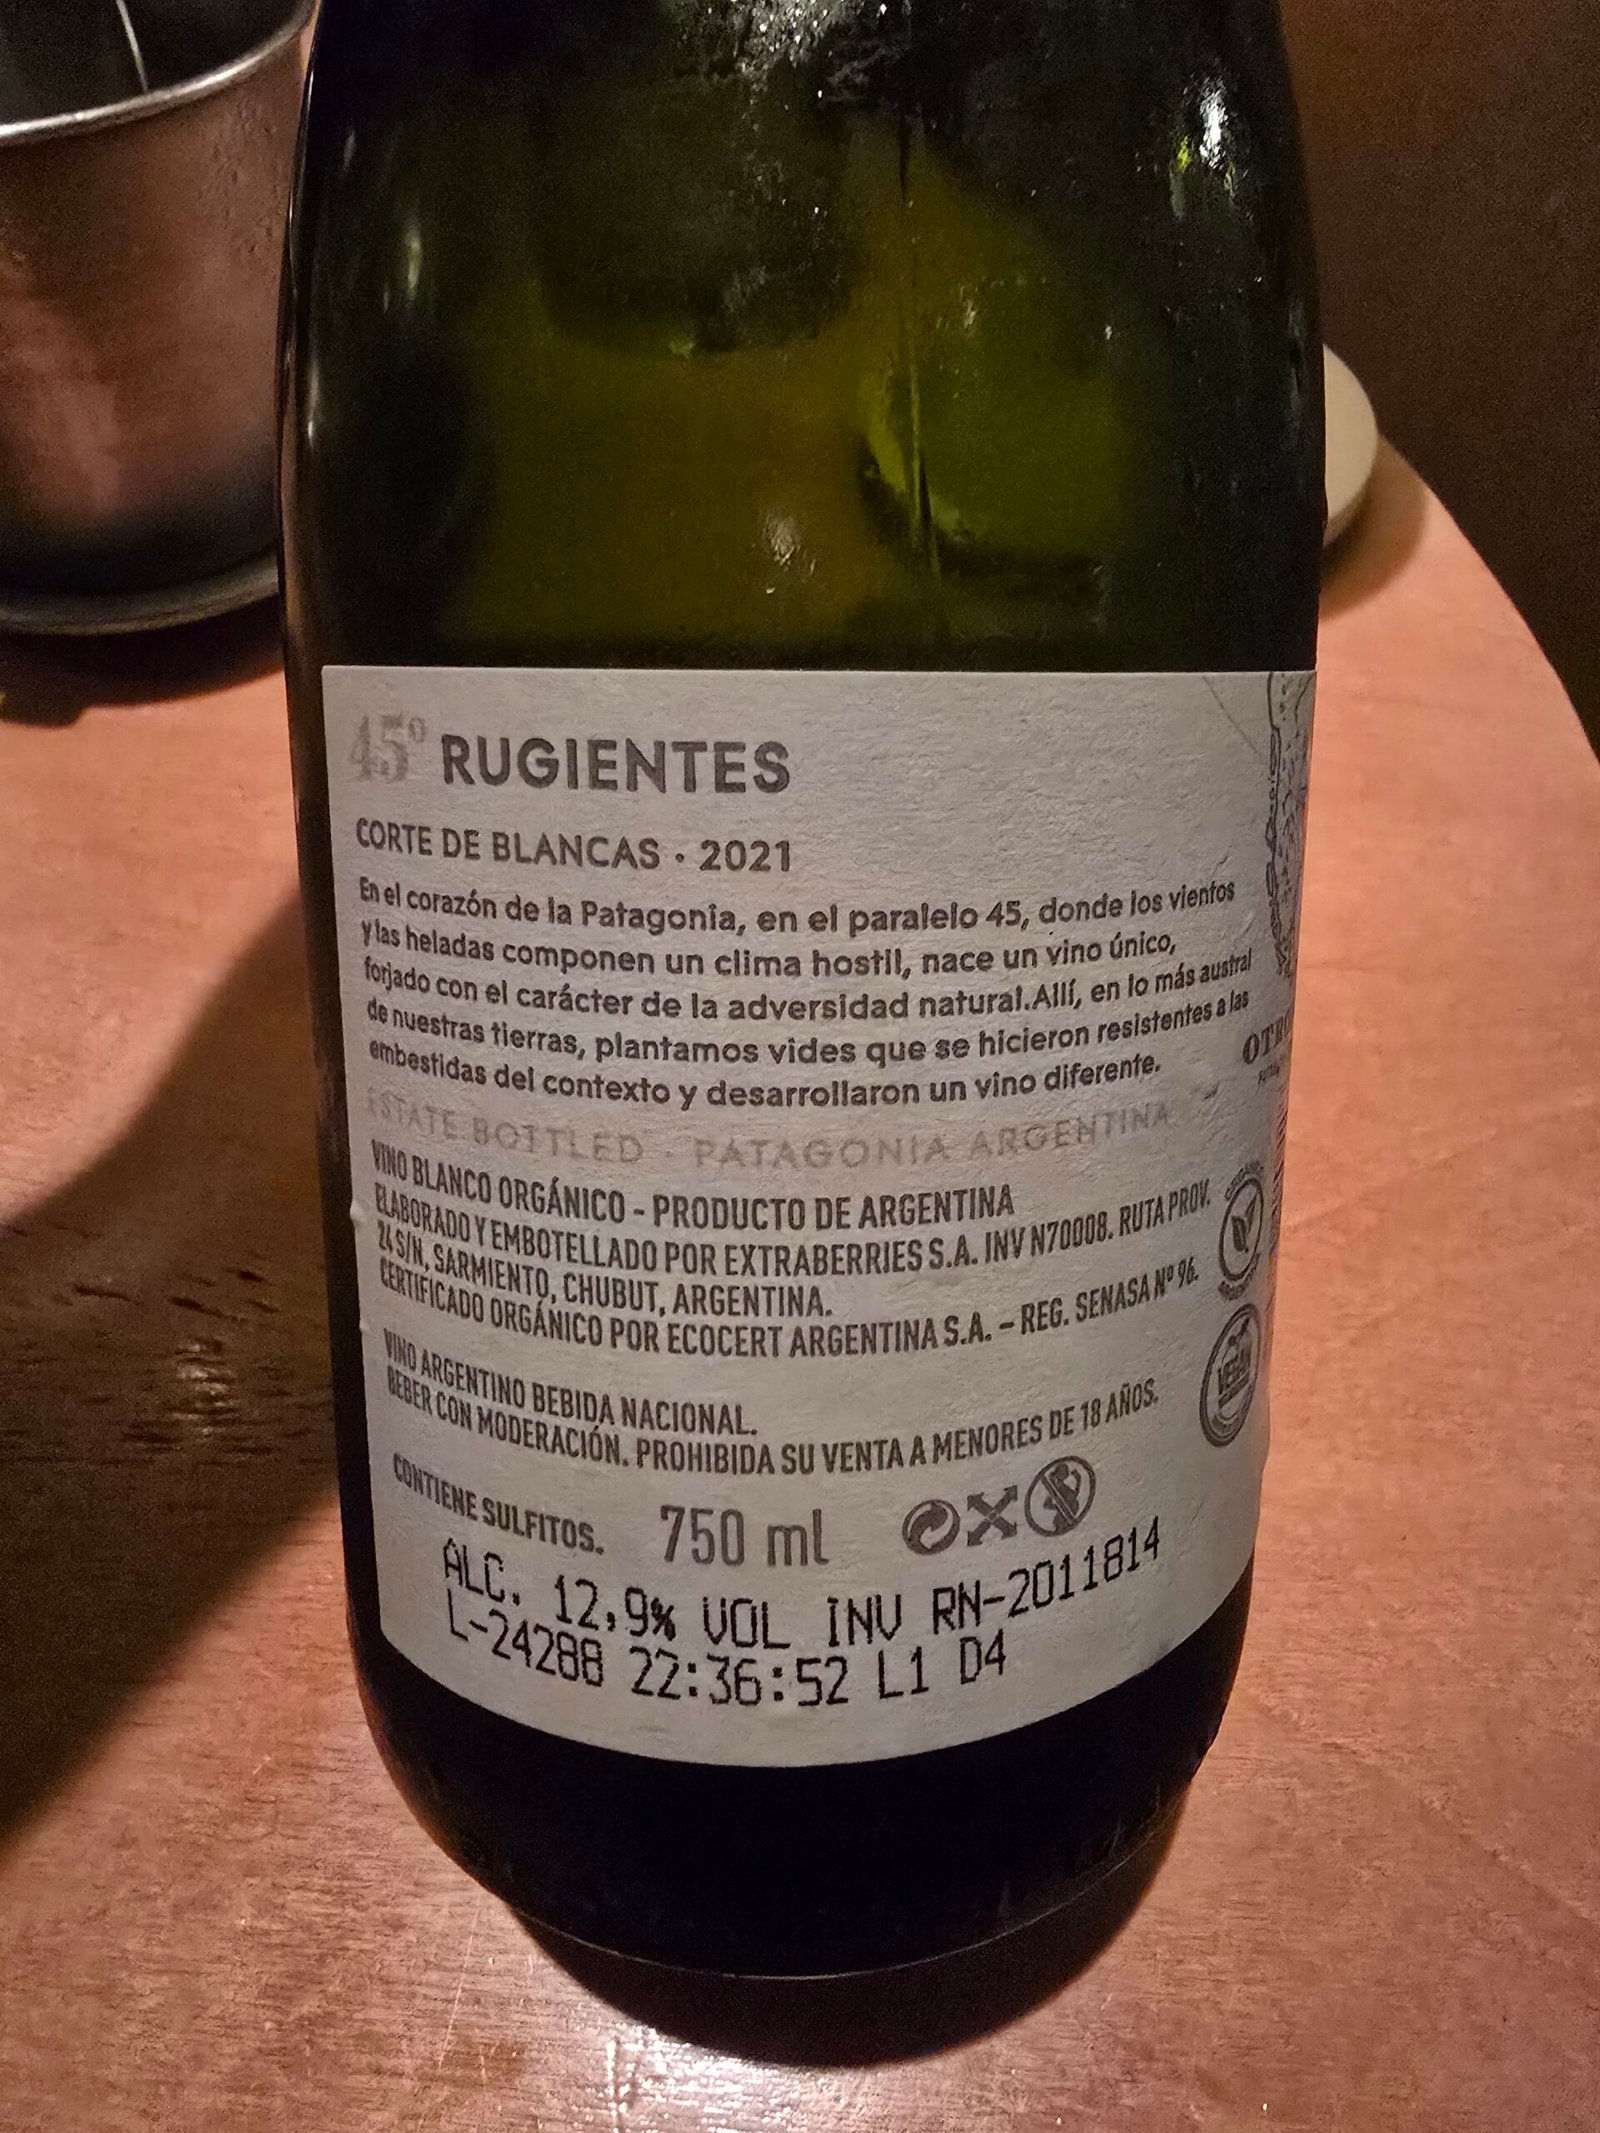 45° RUGIENTES
CORTE DE BLANCAS · 2021
En el corazón de la Patagonia, en el paralelo 45, donde los vientos
y las heladas componen un clima hostil, nace un vino único,
forjado con el carácter de la adversidad natural.Allí, en lo más austral
de nuestras tierras, plantamos vides que se hicieron resistentes a las
embestidas del contexto y desarrollaron un vino diferente.
ESTATE BOTTLED · PATAGONIA ARGENTINA
VINO BLANCO ORGÁNICO - PRODUCTO DE ARGENTINA
ELABORADO Y EMBOTELLADO POR EXTRABERRIES S.A. INV N70008. RUTA PROV.
24 S/N, SARMIENTO, CHUBUT, ARGENTINA.
CERTIFICADO ORGÁNICO POR ECOCERT ARGENTINA S.A. – REG. SENASA Nº 96.
VINO ARGENTINO BEBIDA NACIONAL.
BEBER CON MODERACIÓN. PROHIBIDA SU VENTA A MENORES DE 18 AÑOS.
VEGAN
CONTIENE SULFITOS. 750 ml
ALC. 12,9% VOL INV RN-2011814
L-24288 22:36:52 L1 D4